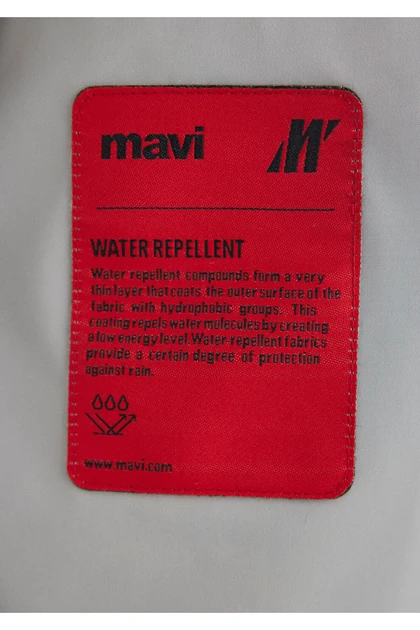 mavi M
WATER REPELLENT
Water repellent compounds form a very
thin layer that coats the outer surface of the
fabric with hydrophobic groups. This
coating repels water molecules by creating
a low energy level. Water-repellent fabrics
provide a certain degree of protection
against rain.
www.mavi.com